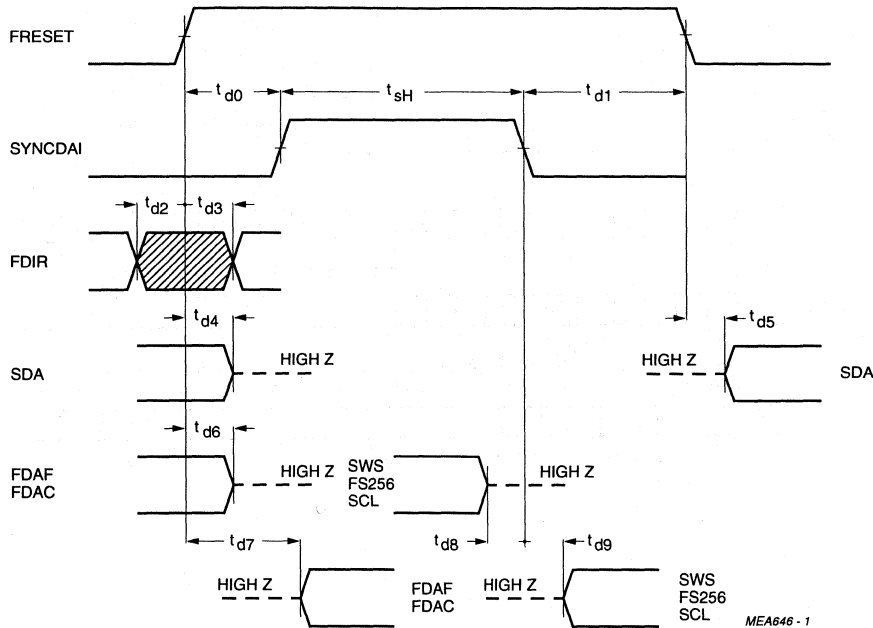 FRESET
t d0
t sH
t d1
SYNCDAI
t d2
t d3
FDIR
t d4
t d5
HIGH Z
HIGH Z
SDA
SDA
t d6
FDAF
FDAC
HIGH Z
SWS
FS256
SCL
HIGH Z
t d7
t d8
t d9
HIGH Z
FDAF
FDAC
HIGH Z
SWS
FS256
SCL
MEA646 - 1